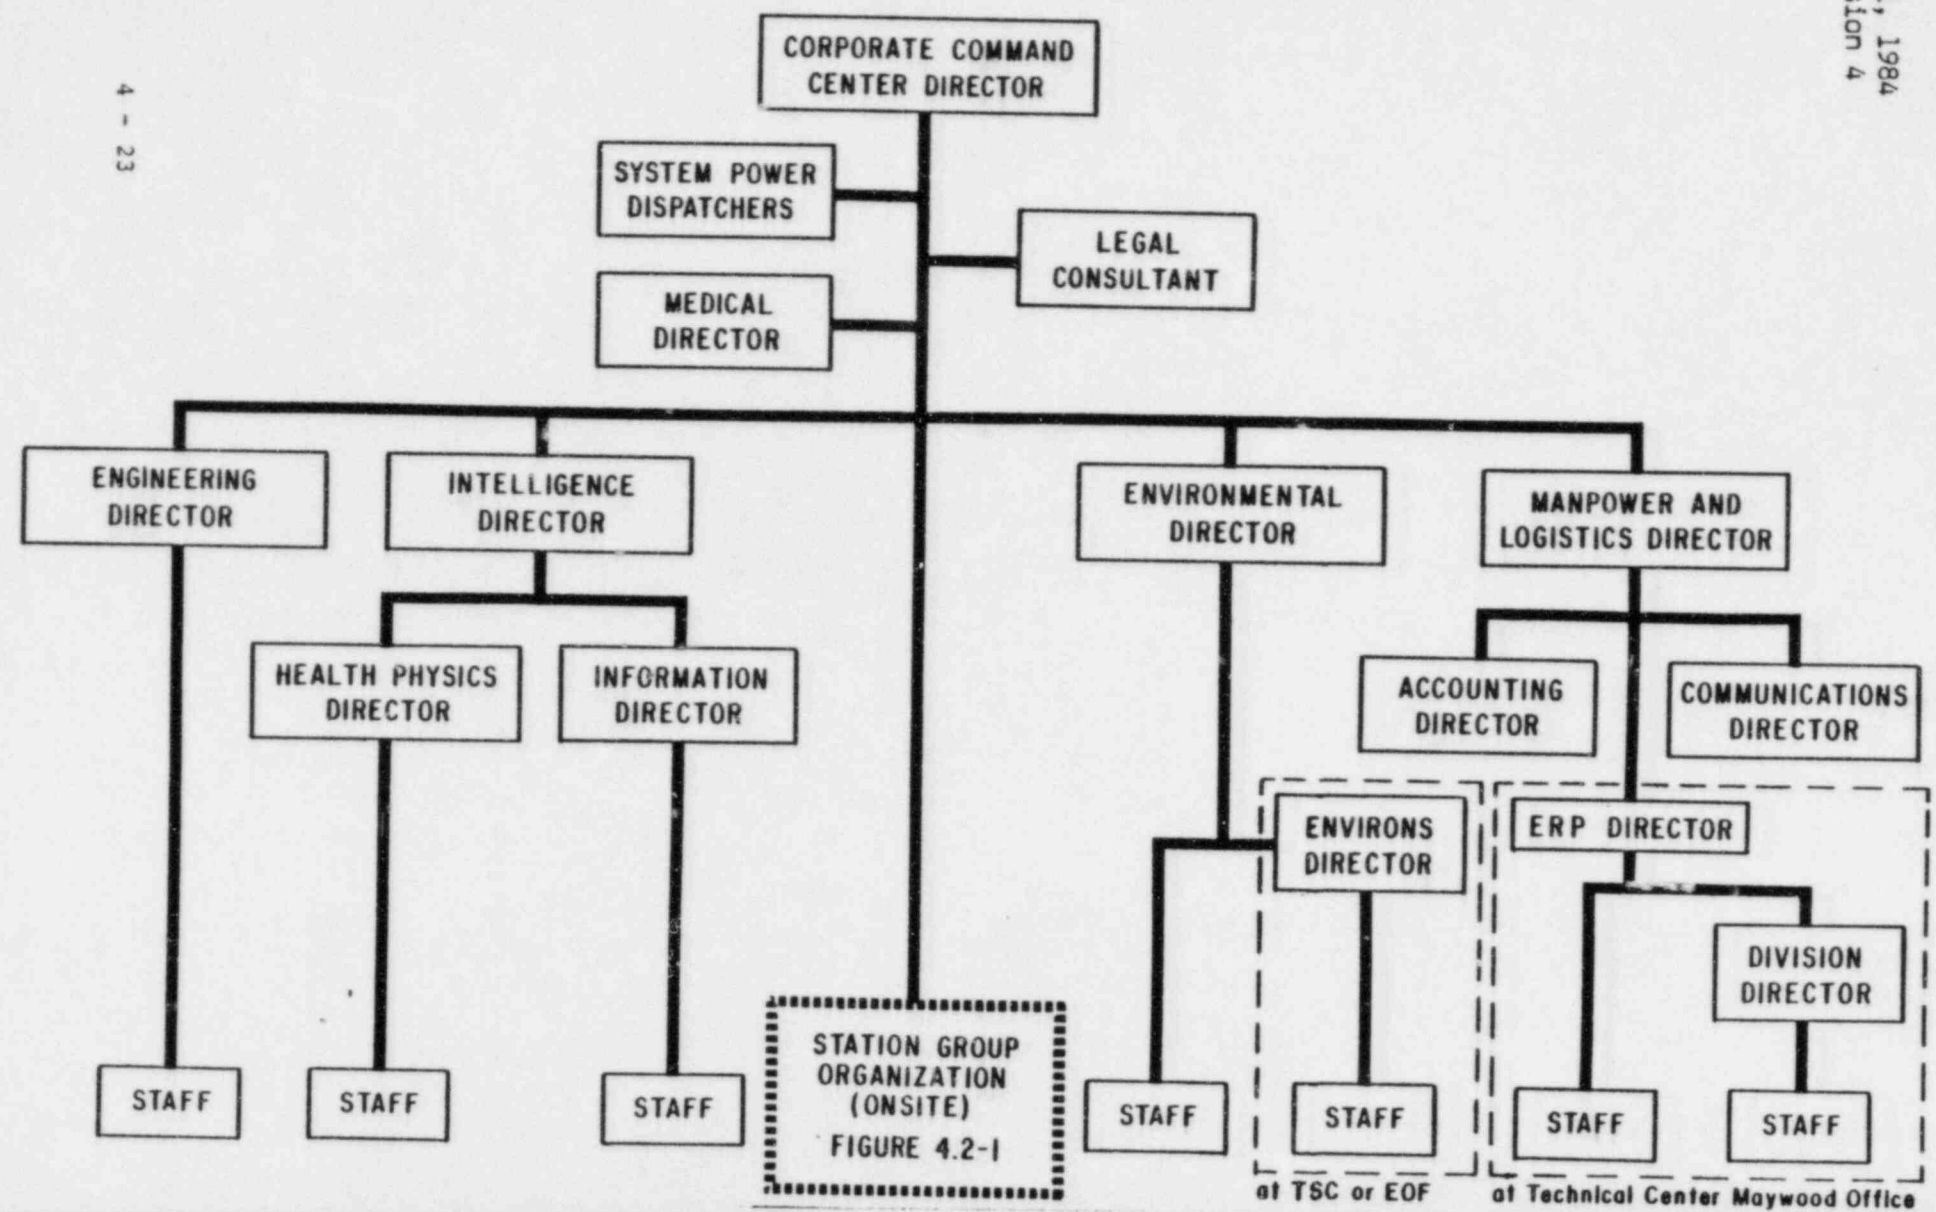 , 1984
sion 4
4 - 23
CORPORATE COMMAND
CENTER DIRECTOR
SYSTEM POWER
DISPATCHERS
LEGAL
CONSULTANT
MEDICAL
DIRECTOR
ENGINEERING
DIRECTOR
INTELLIGENCE
DIRECTOR
ENVIRONMENTAL
DIRECTOR
MANPOWER AND
LOGISTICS DIRECTOR
HEALTH PHYSICS
DIRECTOR
INFORMATION
DIRECTOR
ACCOUNTING
DIRECTOR
COMMUNICATIONS
DIRECTOR
ENVIRONS
DIRECTOR
ERP DIRECTOR
DIVISION
DIRECTOR
STAFF
STAFF
STAFF
STATION GROUP
ORGANIZATION
(ONSITE)
FIGURE 4.2-1
STAFF
STAFF
STAFF
STAFF
at TSC or EOF
at Technical Center Maywood Office